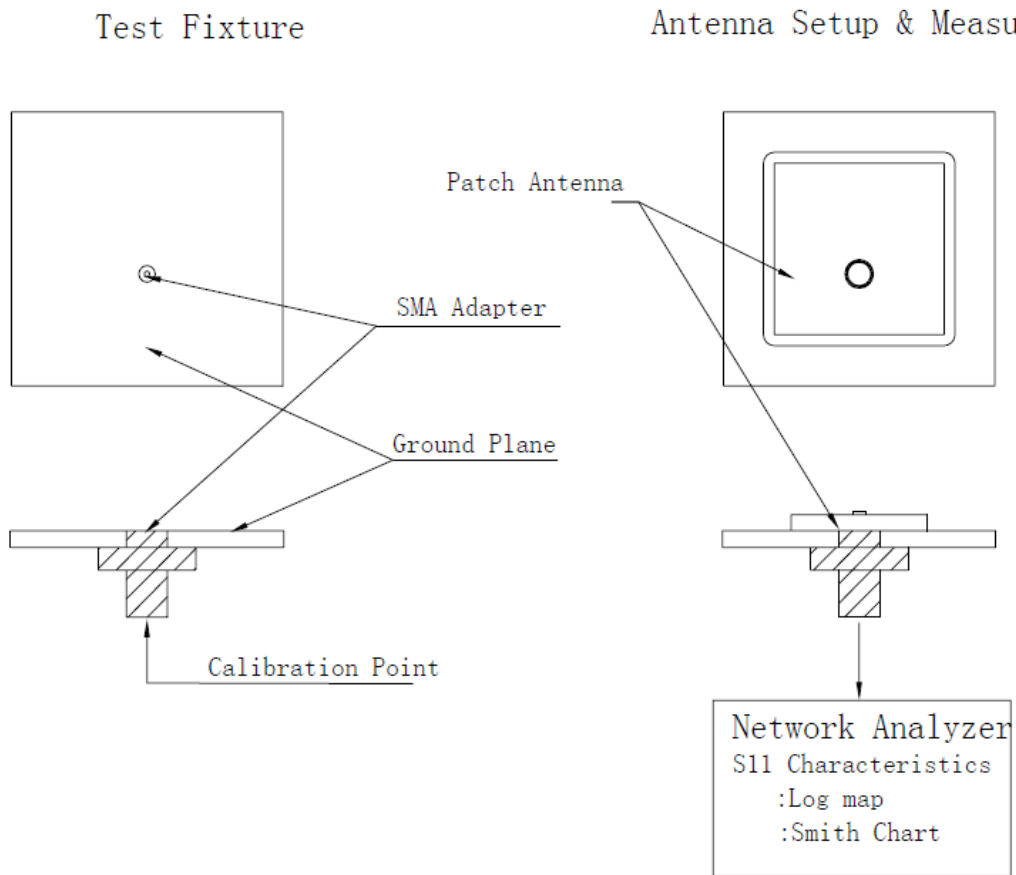 Test Fixture
Antenna Setup & Measu
Patch Antenna
SMA Adapter
Ground Plane
Calibration Point
Network Analyzer
S11 Characteristics
:Log map
:Smith Chart